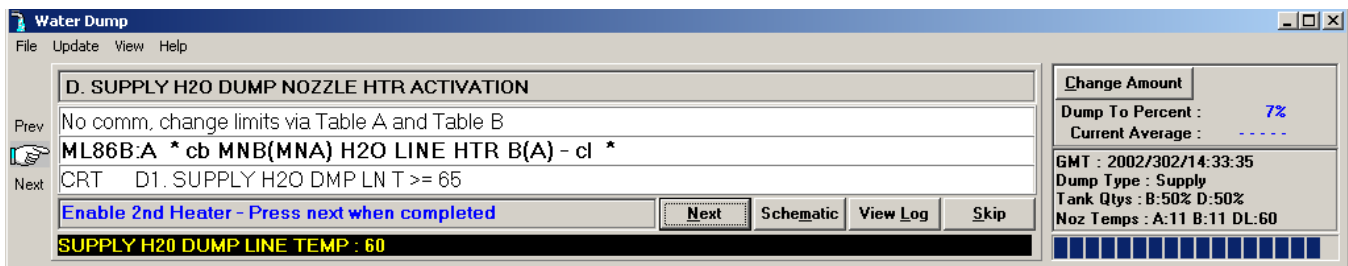 Water Dump
File Update View Help
D. SUPPLY H2O DUMP NOZZLE HTR ACTIVATION
Prev
No comm, change limits via Table A and Table B
ML86B:A * cb MNB(MNA) H2O LINE HTR B(A) - cl *
Next
CRT D1. SUPPLY H2O DMP LN T >= 65
Enable 2nd Heater - Press next when completed
Next
Schematic
View Log
Skip
SUPPLY H20 DUMP LINE TEMP : 60
Change Amount
Dump To Percent : 7%
Current Average : - - - - -
GMT : 2002/302/14:33:35
Dump Type : Supply
Tank Qtys : B:50% D:50%
Noz Temps : A:11 B:11 DL:60